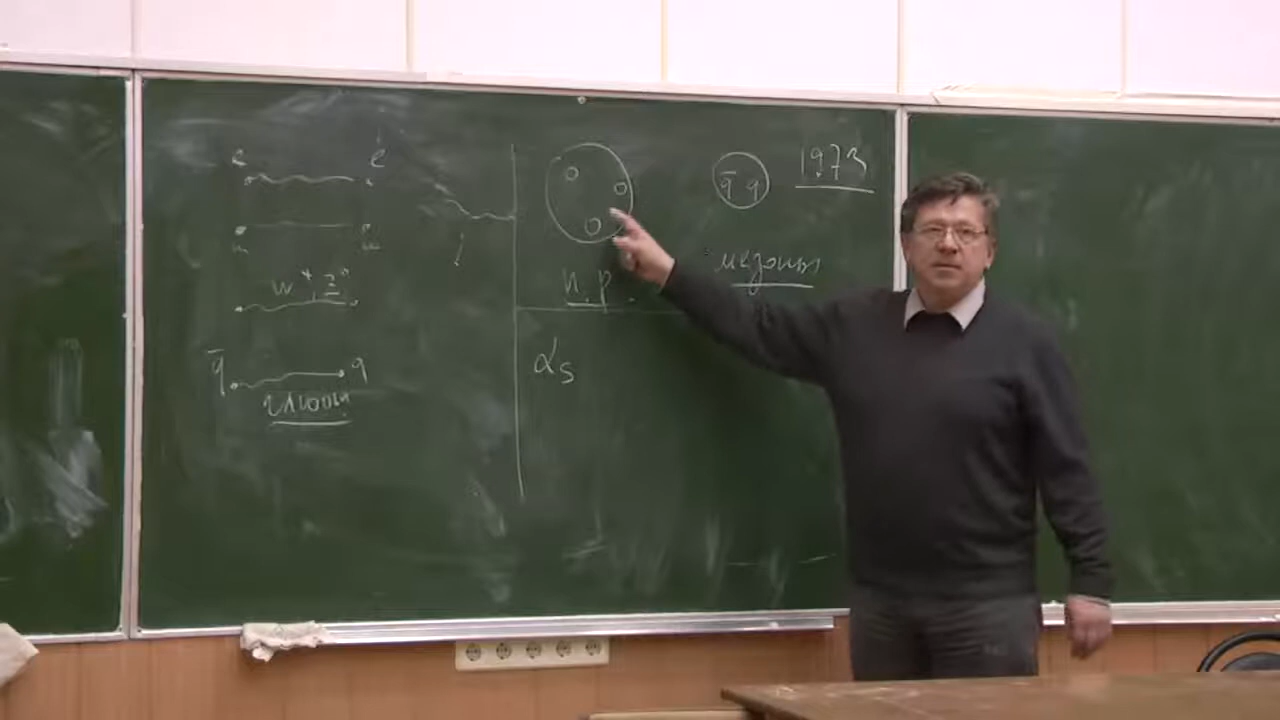 e e
m m
W⁺, Z⁰
q̄ q
глюоны
n. p.
q̄ q
1973
мезоны
αs